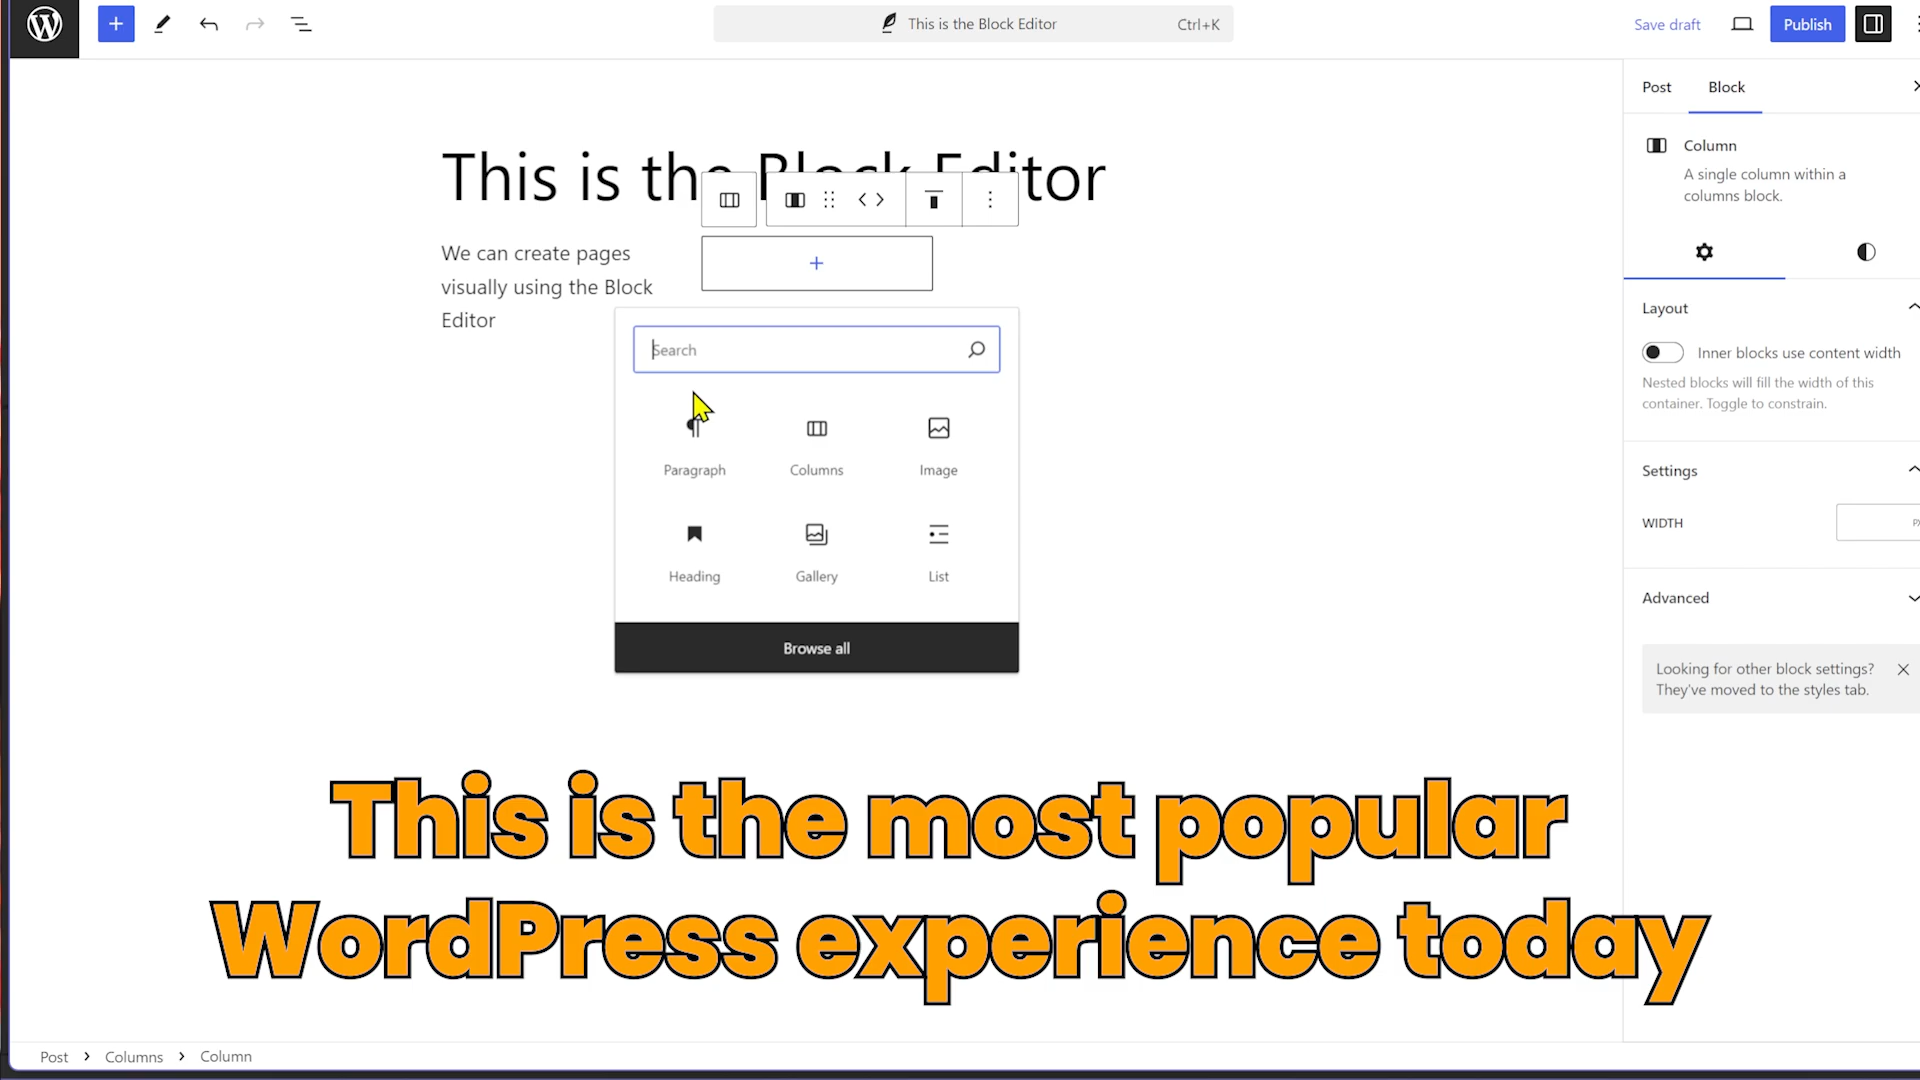 This is the Block Editor
Ctrl+K
Save draft
Publish
This is the Block Editor
We can create pages
visually using the Block
Editor
Search
Paragraph
Columns
Image
Heading
Gallery
List
Browse all
Post
Block
Column
A single column within a
columns block.
Layout
Inner blocks use content width
Nested blocks will fill the width of this
container. Toggle to constrain.
Settings
WIDTH
Advanced
Looking for other block settings?
They've moved to the styles tab.
This is the most popular
WordPress experience today
Post > Columns > Column